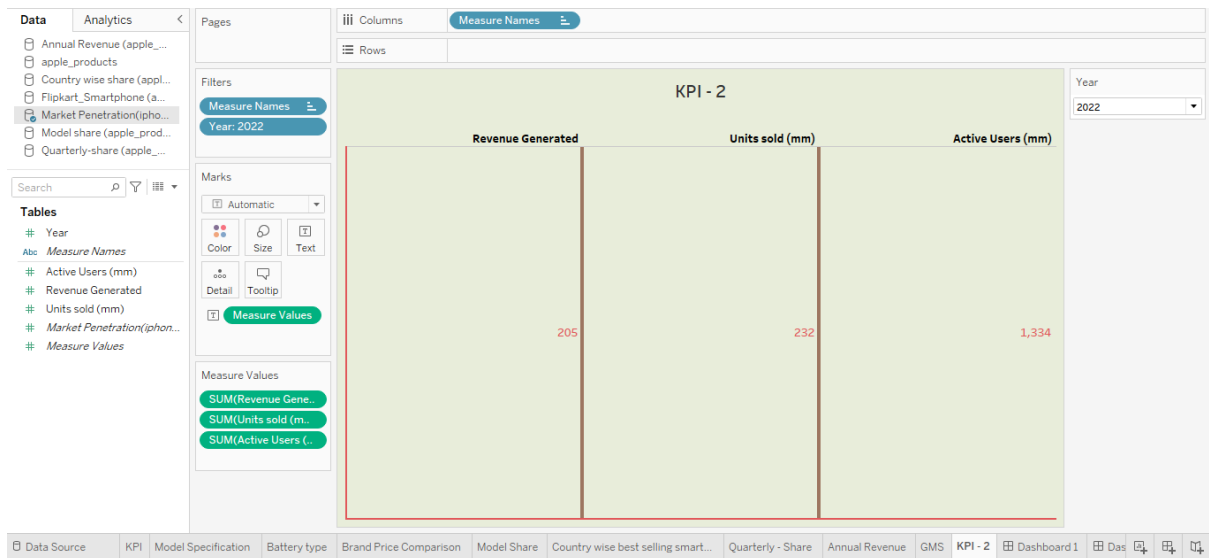 Data
Analytics
Annual Revenue (apple_...
apple_products
Country wise share (appl...
Flipkart_Smartphone (a...
Market Penetration(ipho...
Model share (apple_prod...
Quarterly-share (apple_...
Search
Tables
Year
Abc Measure Names
Active Users (mm)
Revenue Generated
Units sold (mm)
Market Penetration(iphon...
Measure Values
Pages
Filters
Measure Names
Year: 2022
Marks
Automatic
Color Size Text
Detail Tooltip
Measure Values
Measure Values
SUM(Revenue Gene..
SUM(Units sold (m..
SUM(Active Users (..
Columns Measure Names
Rows
KPI - 2
Revenue Generated Units sold (mm) Active Users (mm)
205 232 1,334
Year
2022
Data Source KPI Model Specification Battery type Brand Price Comparison Model Share Country wise best selling smart... Quarterly - Share Annual Revenue GMS KPI - 2 Dashboard 1 Das